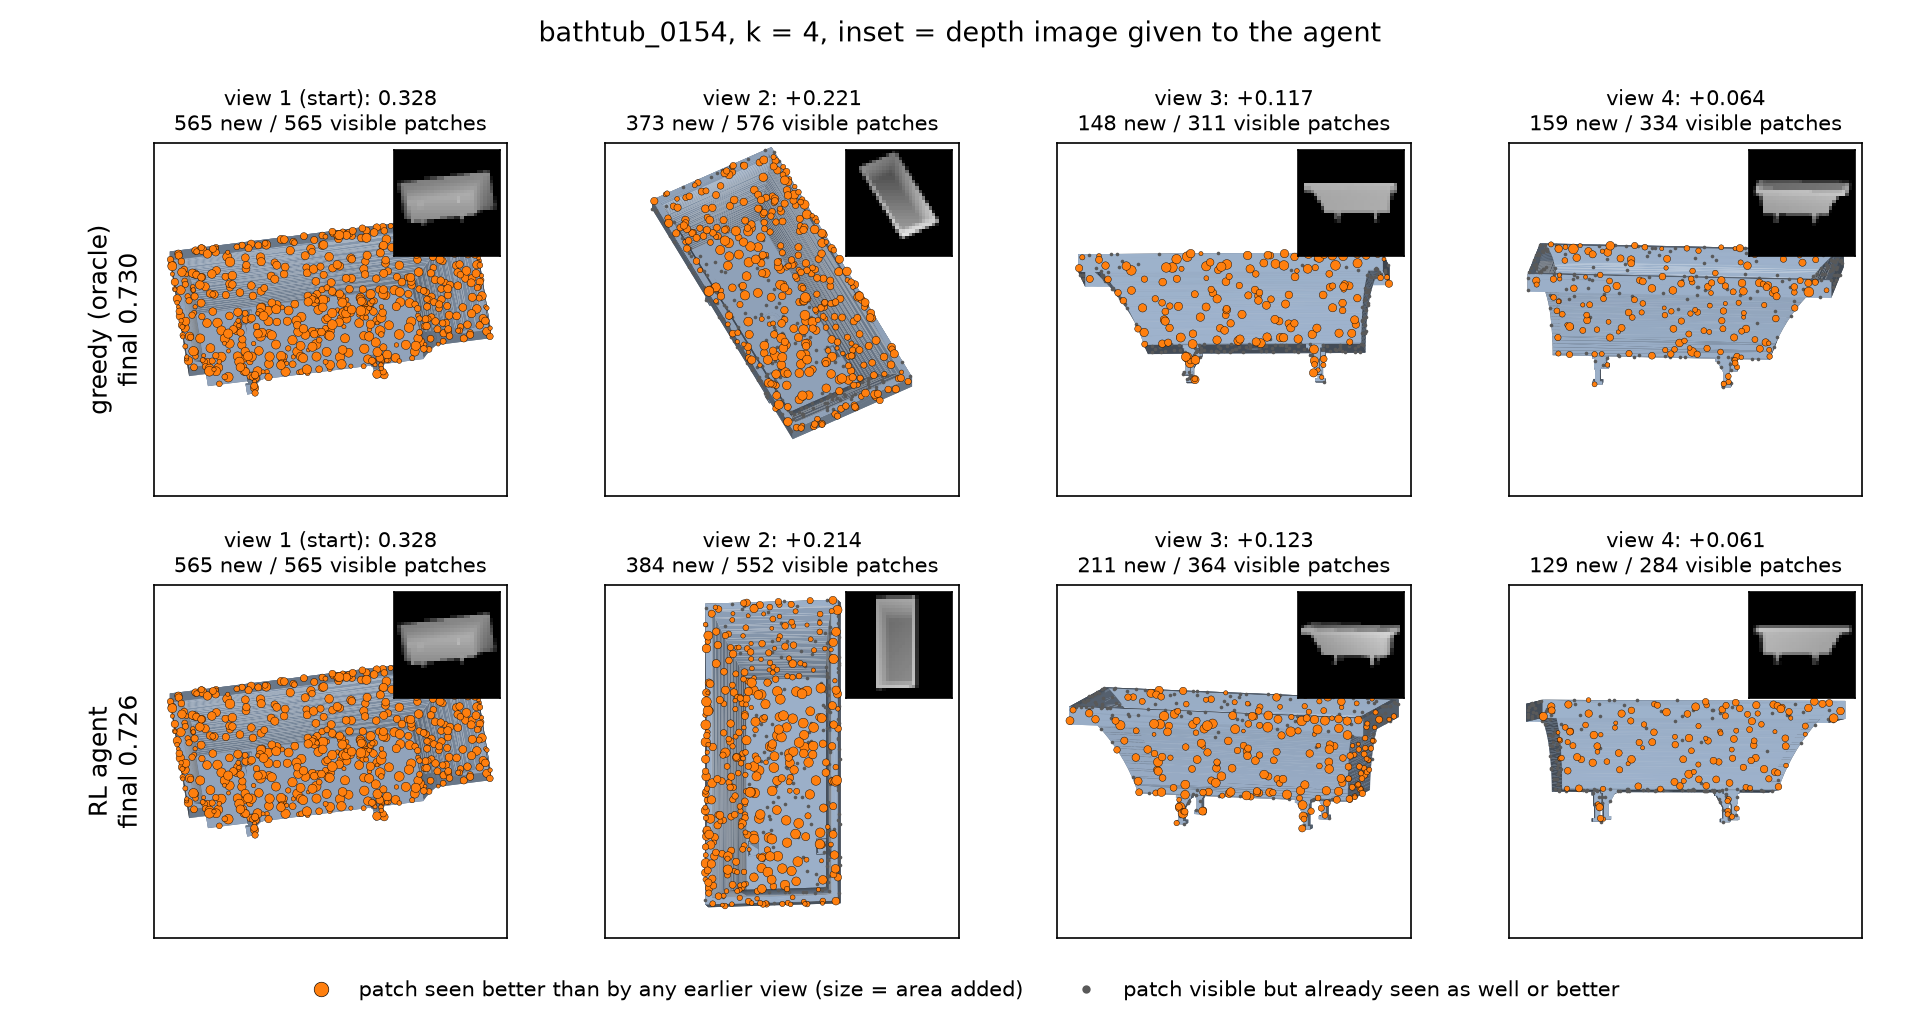 bathtub_0154, k = 4, inset = depth image given to the agent
view 1 (start): 0.328
565 new / 565 visible patches
view 2: +0.221
373 new / 576 visible patches
view 3: +0.117
148 new / 311 visible patches
view 4: +0.064
159 new / 334 visible patches
greedy (oracle)
final 0.730
view 1 (start): 0.328
565 new / 565 visible patches
view 2: +0.214
384 new / 552 visible patches
view 3: +0.123
211 new / 364 visible patches
view 4: +0.061
129 new / 284 visible patches
RL agent
final 0.726
patch seen better than by any earlier view (size = area added)
patch visible but already seen as well or better